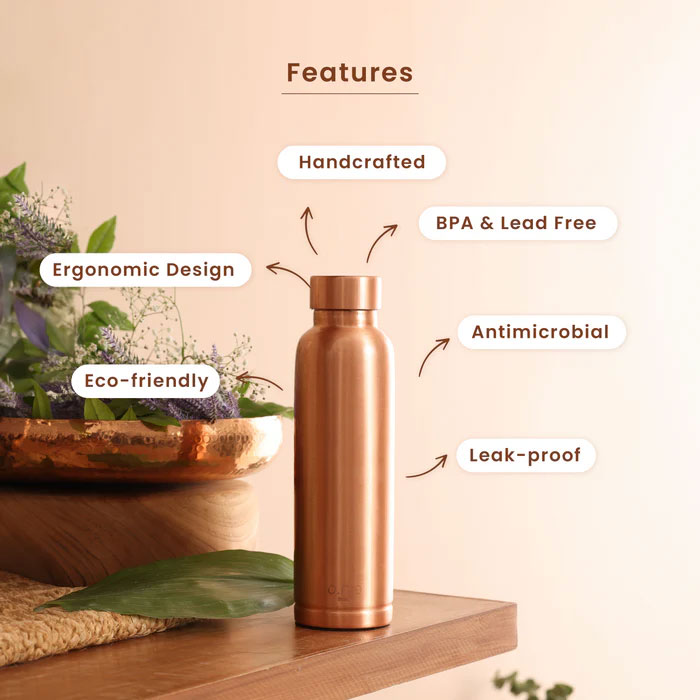 Features
Handcrafted
BPA & Lead Free
Ergonomic Design
Antimicrobial
Eco-friendly
Leak-proof